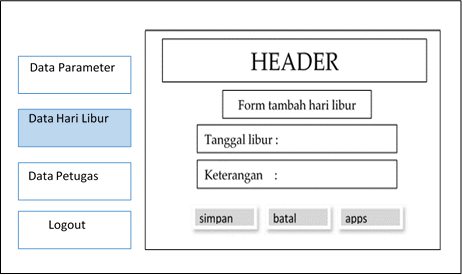 Data Parameter
Data Hari Libur
Data Petugas
Logout
HEADER
Form tambah hari libur
Tanggal libur :
Keterangan :
simpan batal apps